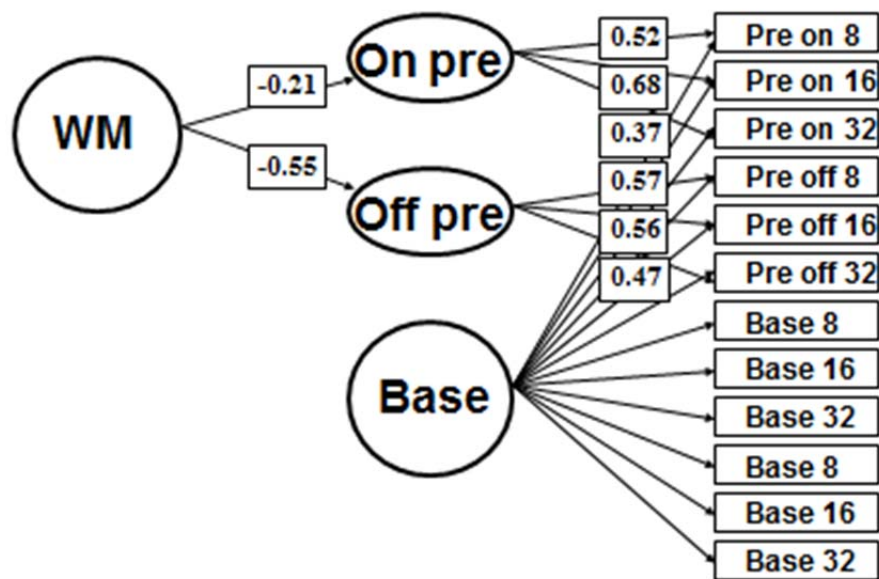 WM
-0.21
-0.55
On pre
Off pre
Base
0.52
0.68
0.37
0.57
0.56
0.47
Pre on 8
Pre on 16
Pre on 32
Pre off 8
Pre off 16
Pre off 32
Base 8
Base 16
Base 32
Base 8
Base 16
Base 32